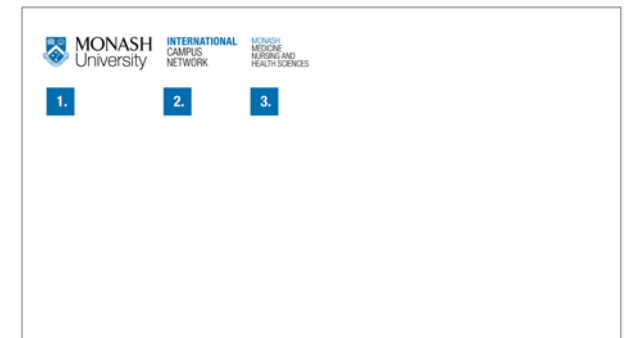 MONASH
University
INTERNATIONAL
CAMPUS
NETWORK
MONASH
MEDICINE
NURSING AND
HEALTH SCIENCES
1.
2.
3.